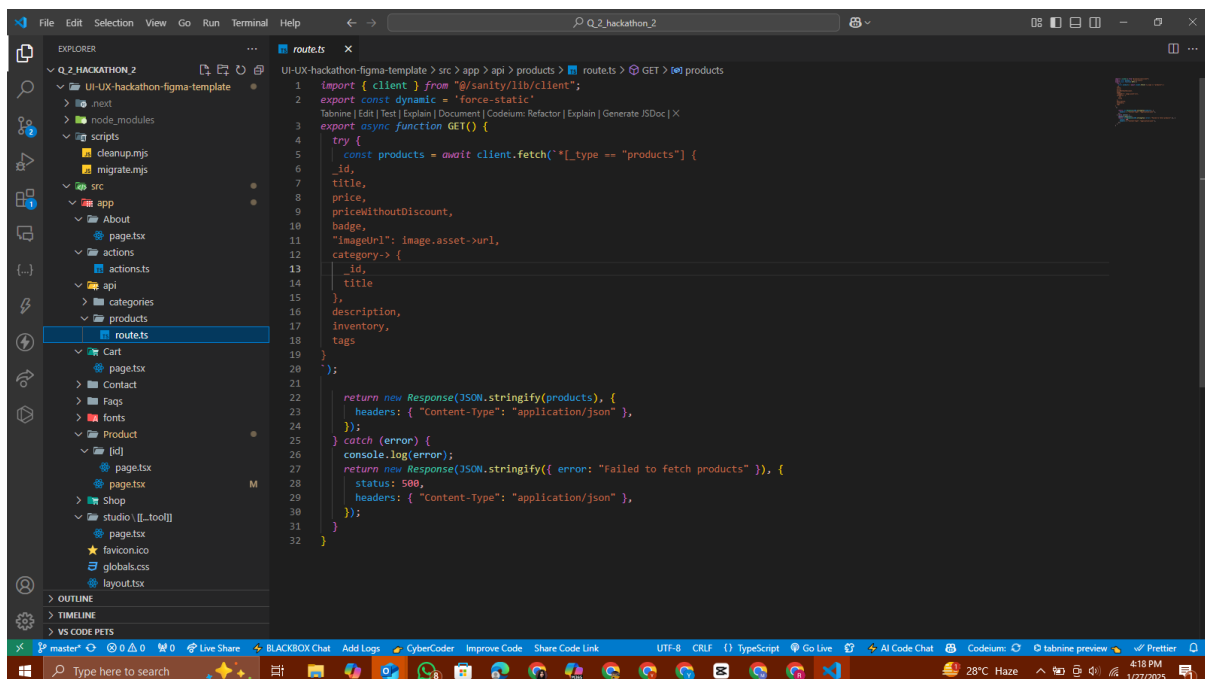 File Edit Selection View Go Run Terminal Help
Q_2_hackathon_2
EXPLORER
Q_2_HACKATHON_2
UI-UX-hackathon-figma-template
.next
node_modules
scripts
cleanup.mjs
migrate.mjs
src
app
About
page.tsx
actions
actions.ts
api
categories
products
route.ts
Cart
page.tsx
Contact
Faqs
fonts
Product
[id]
page.tsx
page.tsx M
Shop
studio \ [[...tool]]
page.tsx
favicon.ico
globals.css
layout.tsx
OUTLINE
TIMELINE
VS CODE PETS
2
1
route.ts
UI-UX-hackathon-figma-template > src > app > api > products > route.ts > GET > products
1 import { client } from "@/sanity/lib/client";
2 export const dynamic = 'force-static'
Tabnine | Edit | Test | Explain | Document | Codeium: Refactor | Explain | Generate JSDoc | X
3 export async function GET() {
4 try {
5 const products = await client.fetch(`*[_type == "products"] {
6 _id,
7 title,
8 price,
9 priceWithoutDiscount,
10 badge,
11 "imageUrl": image.asset->url,
12 category-> {
13 _id,
14 title
15 },
16 description,
17 inventory,
18 tags
19 }
20 `);
21
22 return new Response(JSON.stringify(products), {
23 headers: { "Content-Type": "application/json" },
24 });
25 } catch (error) {
26 console.log(error);
27 return new Response(JSON.stringify({ error: "Failed to fetch products" }), {
28 status: 500,
29 headers: { "Content-Type": "application/json" },
30 });
31 }
32 }
master* 0 0 0 Live Share BLACKBOX Chat Add Logs CyberCoder Improve Code Share Code Link UTF-8 CRLF {} TypeScript Go Live AI Code Chat Codeium: tabnine preview Prettier
Type here to search 28°C Haze 4:18 PM
1/27/2025